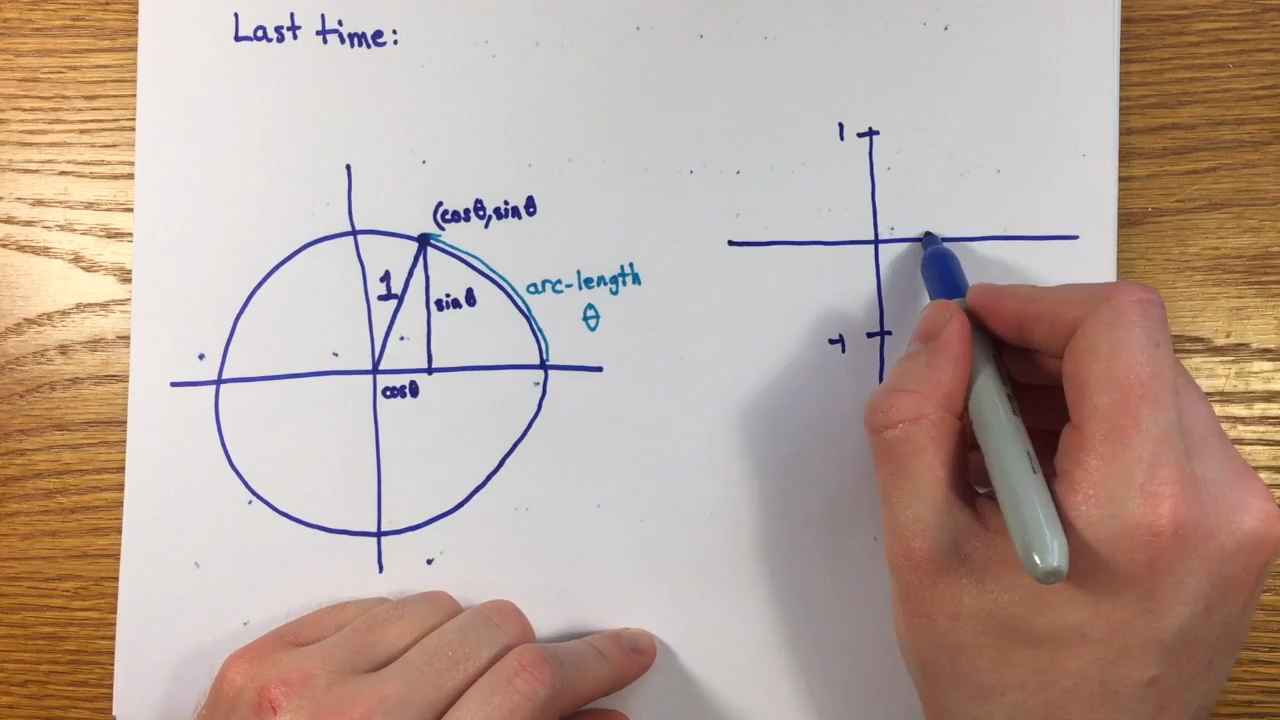 Last time:
(cosθ,sinθ
1
sinθ
arc-length
θ
cosθ
1
-1